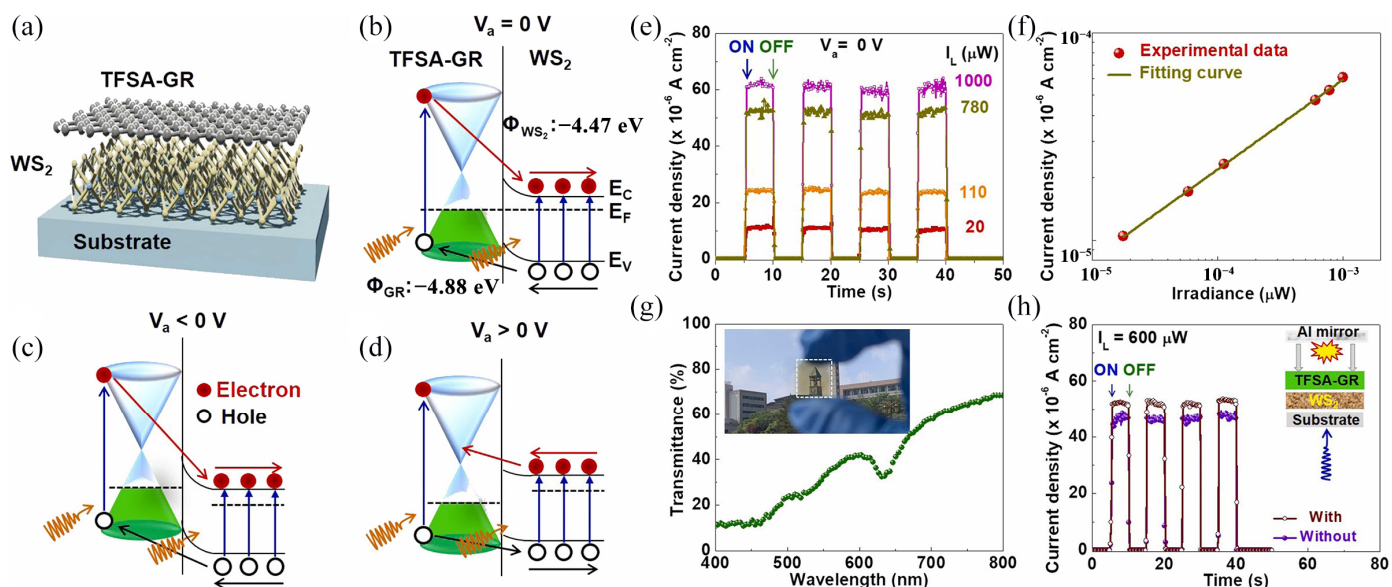 (a)
TFSA-GR
WS2
Substrate
(b)
Va = 0 V
TFSA-GR
WS2
ΦWS2:−4.47 eV
EC
EF
EV
ΦGR:−4.88 eV
(c)
Va < 0 V
Electron
Hole
(d)
Va > 0 V
(e)
Current density (x 10-6 A cm-2)
80
60
40
20
0
ON OFF
Va= 0 V
IL (μW)
1000
780
110
20
0 10 20 30 40 50
Time (s)
(f)
Current density (x 10-6 A cm-2)
10-4
10-5
Experimental data
Fitting curve
10-5 10-4 10-3
Irradiance (μW)
(g)
Transmittance (%)
100
80
60
40
20
0
400 500 600 700 800
Wavelength (nm)
(h)
Current density (x 10-6 A cm-2)
80
70
60
50
40
30
20
10
0
IL = 600 μW
ON OFF
Al mirror
TFSA-GR
WS2
Substrate
With
Without
0 20 40 60 80
Time (s)